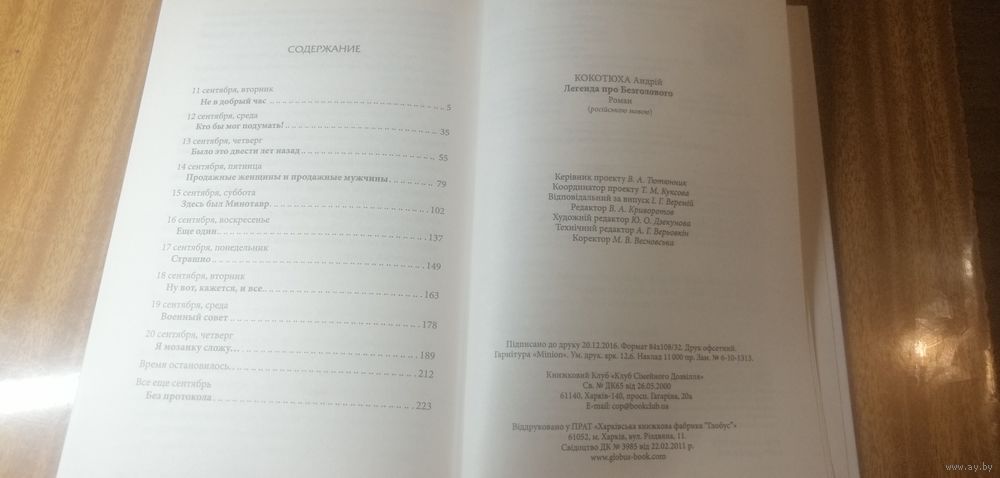 СОДЕРЖАНИЕ
11 сентября, вторник
Не в добрый час 5
12 сентября, среда
Кто бы мог подумать! 35
13 сентября, четверг
Было это двести лет назад 55
14 сентября, пятница
Продажные женщины и продажные мужчины 79
15 сентября, суббота
Здесь был Минотавр 102
16 сентября, воскресенье
Еще один 137
17 сентября, понедельник
Страшно 149
18 сентября, вторник
Ну вот, кажется, и все 163
19 сентября, среда
Военный совет 178
20 сентября, четверг
Я мозаику сложу… 189
Время остановилось 212
Все еще сентябрь
Без протокола 223
КОКОТЮХА Андрій
Легенда про Безголового
Роман
(російською мовою)
Керівник проекту В. А. Тютюнник
Координатор проекту Т. М. Куксова
Відповідальний за випуск І. Г. Веремій
Редактор В. А. Криворотов
Художній редактор Ю. О. Дзекунова
Технічний редактор А. Г. Верьовкін
Коректор М. В. Весновська
Підписано до друку 20.12.2016. Формат 84x108/32. Друк офсетний.
Гарнітура «Minion». Ум. друк. арк. 12,6. Наклад 11 000 пр. Зам. № 6-10-1313.
Книжковий Клуб «Клуб Сімейного Дозвілля»
Св. № ДК65 від 26.05.2000
61140, Харків-140, просп. Гагаріна, 20а
E-mail: cop@bookclub.ua
Віддруковано у ПРАТ «Харківська книжкова фабрика "Глобус"»
61052, м. Харків, вул. Різдвяна, 11.
Свідоцтво ДК № 3985 від 22.02.2011 р.
www.globus-book.com
www.ay.by